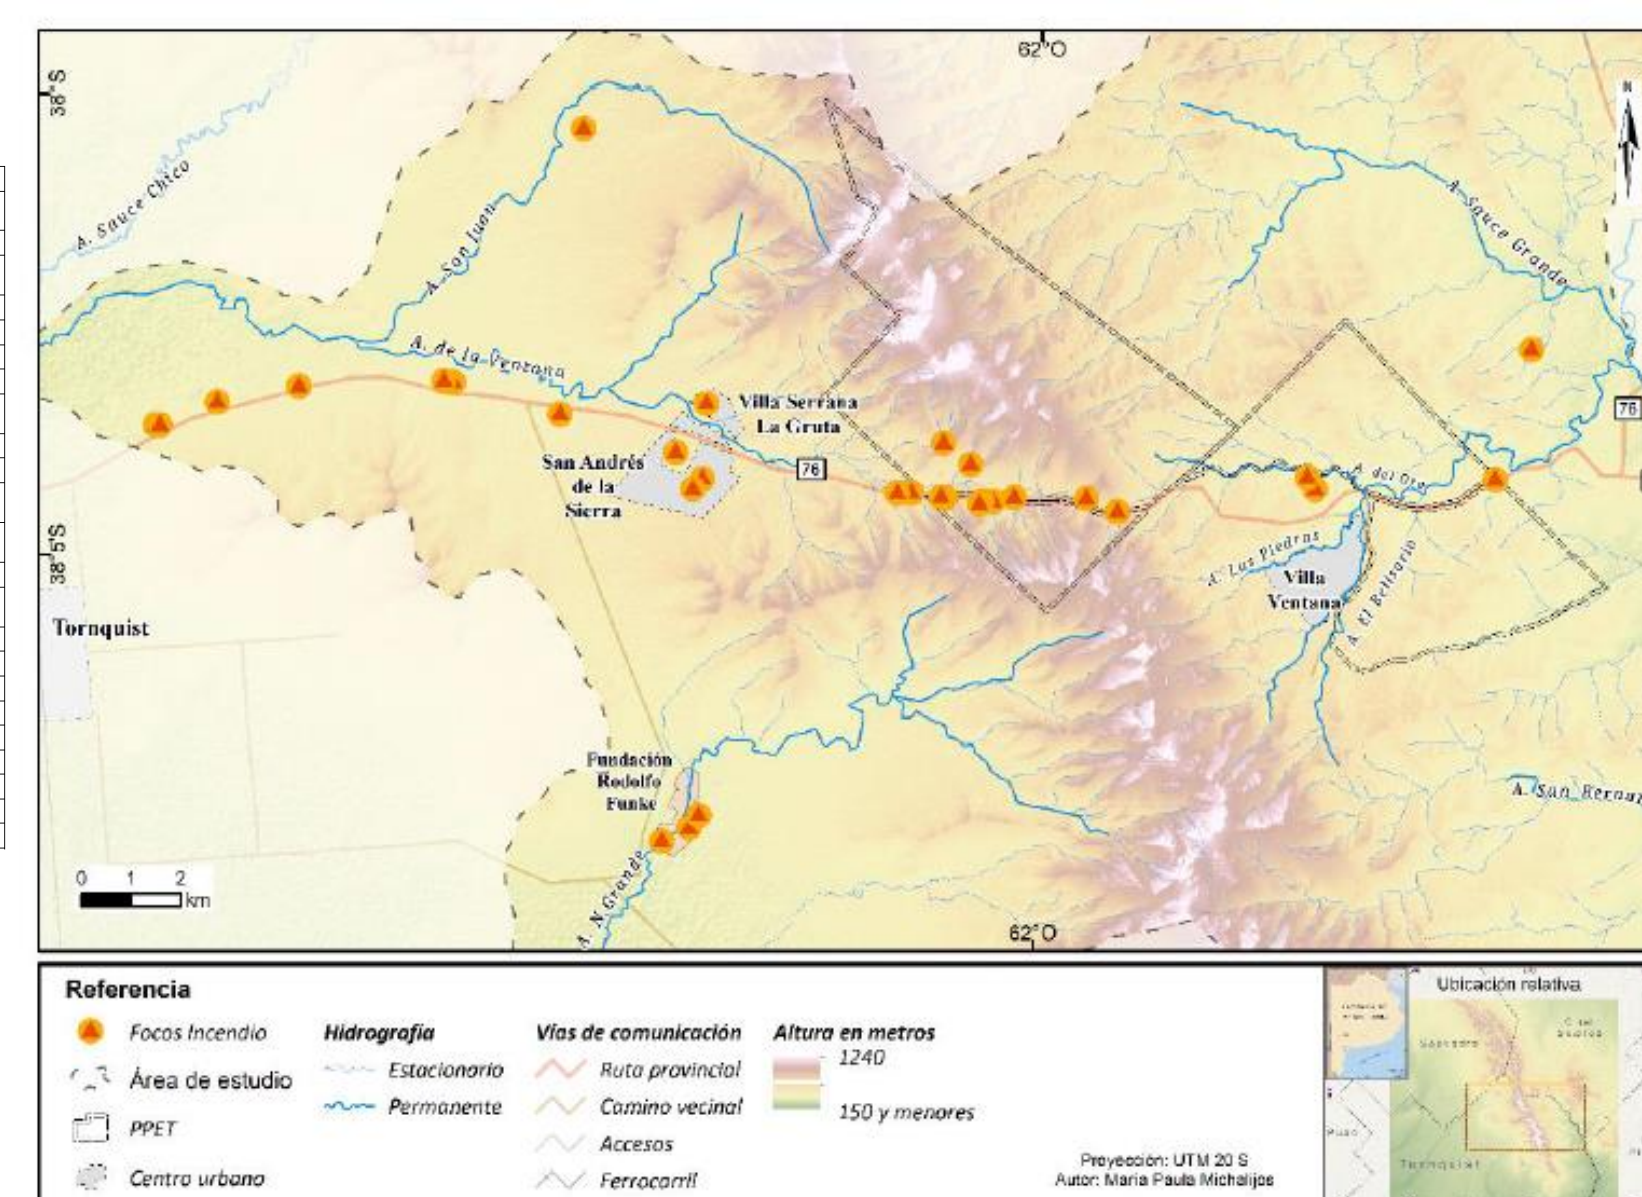 62°O
38°S
N
A. Sauce Chico
A. San Juan
A. Sauce Grande
A. de la Ventana
76
Villa Serrana
La Gruta
San Andrés
de la
Sierra
76
A. del Oro
38°5'S
A. Las Piedras
Villa
Ventana
A. El Belisario
Tornquist
Fundación
Rodolfo
Funke
A. San Bernar
0 1 2
km
A. N Grande
62°O
Referencia
Focos Incendio
Área de estudio
PPET
Centro urbano
Hidrografía
Estacionario
Permanente
Vías de comunicación
Ruta provincial
Camino vecinal
Accesos
Ferrocarril
Altura en metros
1240
150 y menores
Proyección: UTM 20 S
Autor: María Paula Michalijos
Ubicación relativa
Saavedra
Tornquist